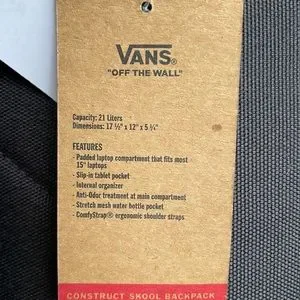 VANS®
"OFF THE WALL"
Capacity: 21 Liters
Dimensions: 17 ½" x 12" x 5 ¼"
FEATURES
- Padded laptop compartment that fits most
15" laptops
- Slip-in tablet pocket
- Internal organizer
- Anti-Odor treatment at main compartment
- Stretch mesh water bottle pocket
- ComfyStrap® ergonomic shoulder straps
CONSTRUCT SKOOL BACKPACK